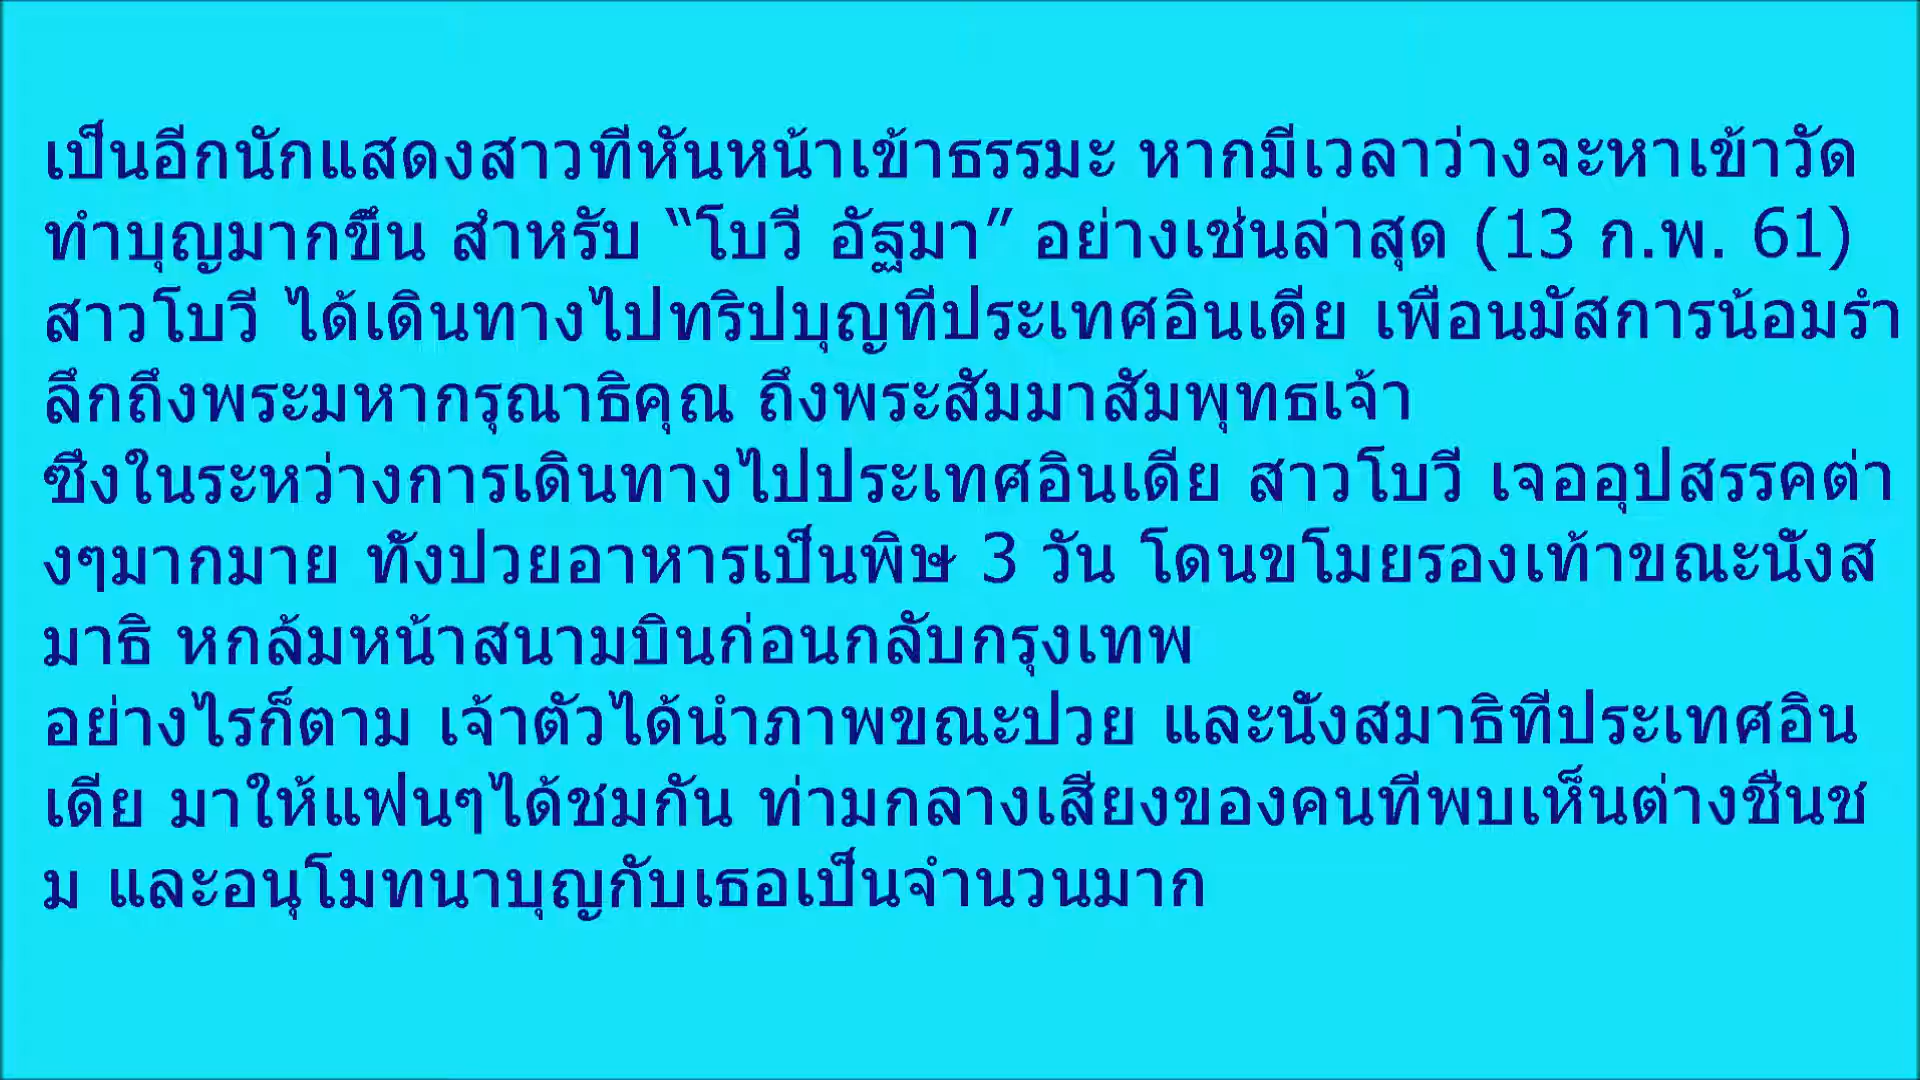 เป็นอีกนักแสดงสาวที่หันหน้าเข้าธรรมะ หากมีเวลาว่างจะหาเข้าวัด
ทำบุญมากขึ้น สำหรับ “โบวี่ อัฐมา” อย่างเช่นล่าสุด (13 ก.พ. 61)
สาวโบวี่ ได้เดินทางไปทริปบุญที่ประเทศอินเดีย เพื่อนมัสการน้อมรำ
ลึกถึงพระมหากรุณาธิคุณ ถึงพระสัมมาสัมพุทธเจ้า
ซึ่งในระหว่างการเดินทางไปประเทศอินเดีย สาวโบวี่ เจออุปสรรคต่า
งๆมากมาย ทั้งป่วยอาหารเป็นพิษ 3 วัน โดนขโมยรองเท้าขณะนั่งส
มาธิ หกล้มหน้าสนามบินก่อนกลับกรุงเทพ
อย่างไรก็ตาม เจ้าตัวได้นำภาพขณะป่วย และนั่งสมาธิที่ประเทศอิน
เดีย มาให้แฟนๆได้ชมกัน ท่ามกลางเสียงของคนที่พบเห็นต่างชื่นช
ม และอนุโมทนาบุญกับเธอเป็นจำนวนมาก